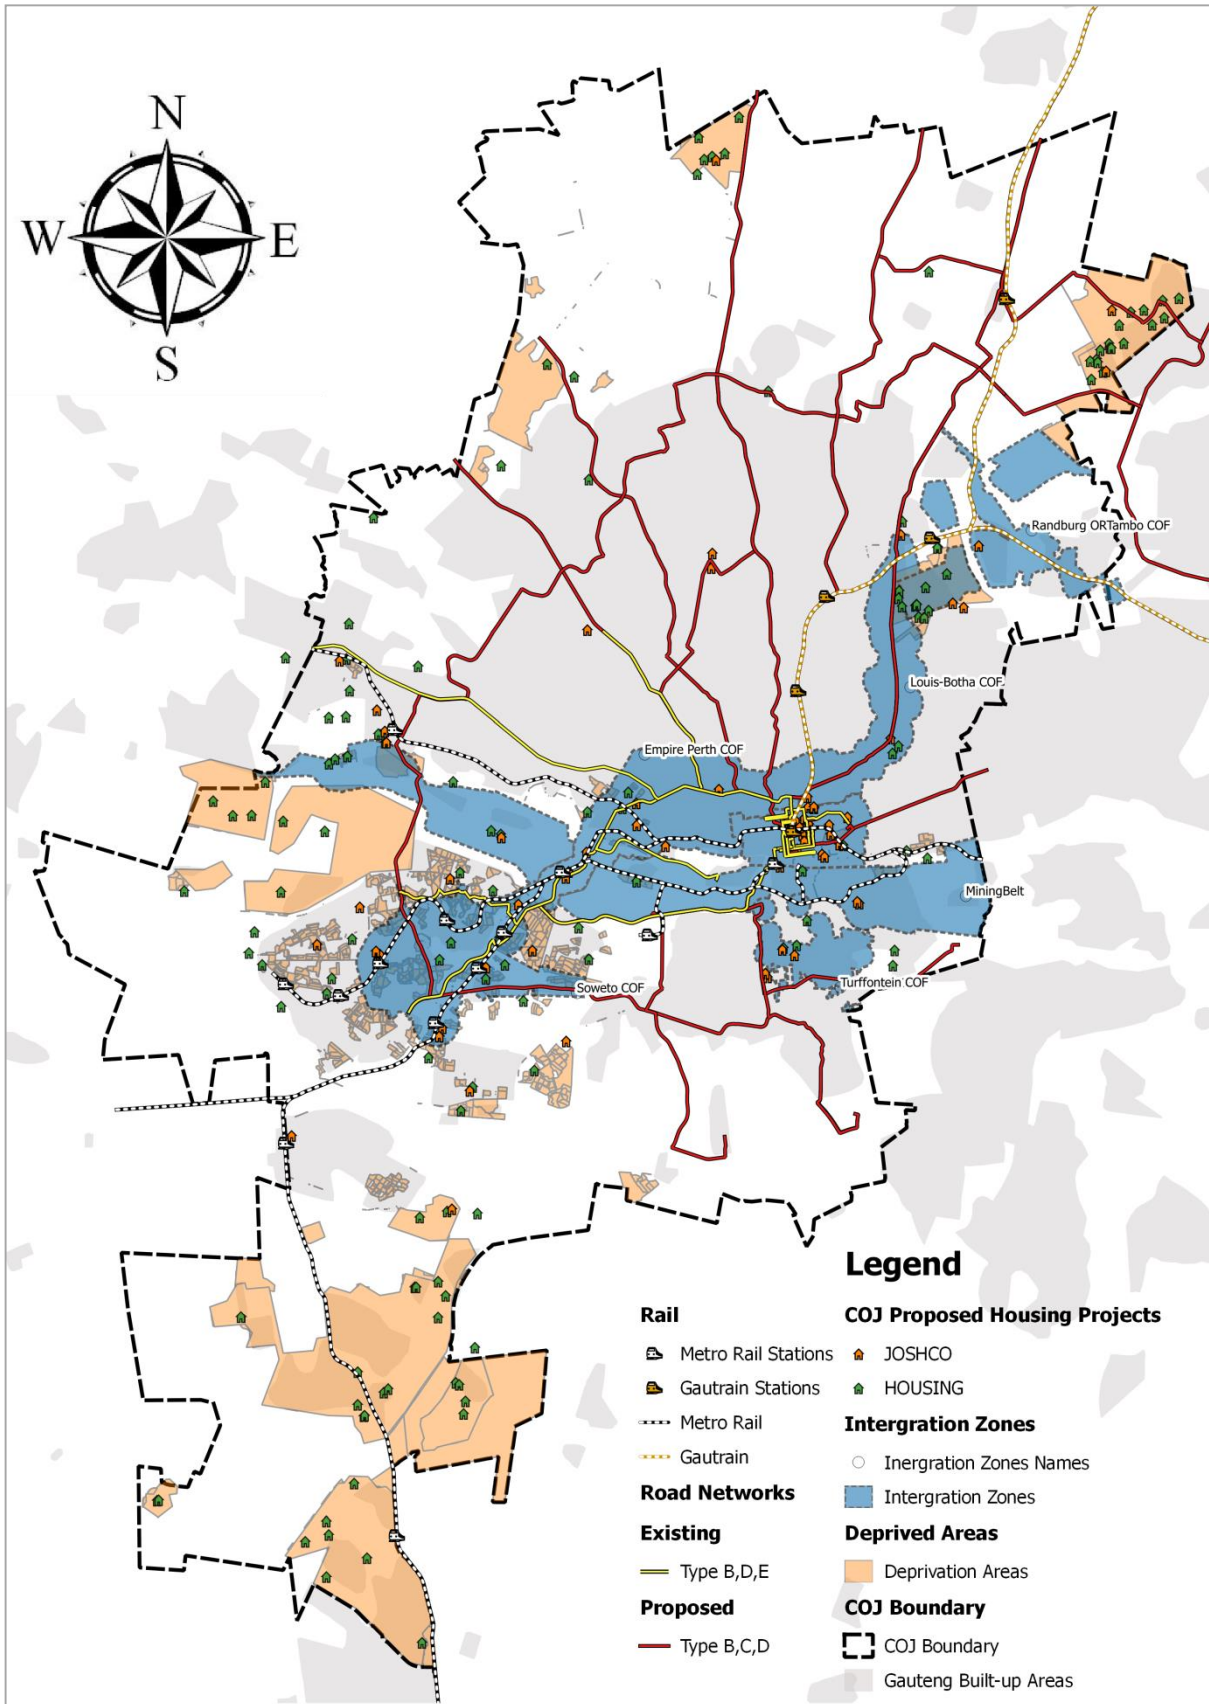 N
W
E
S
Randburg ORTambo COF
Louis-Botha COF
Empire Perth COF
MiningBelt
Turffontein COF
Soweto COF
Legend
Rail
Metro Rail Stations
Gautrain Stations
Metro Rail
Gautrain
Road Networks
Existing
Type B,D,E
Proposed
Type B,C,D
COJ Proposed Housing Projects
JOSHCO
HOUSING
Intergration Zones
Inergration Zones Names
Intergration Zones
Deprived Areas
Deprivation Areas
COJ Boundary
COJ Boundary
Gauteng Built-up Areas